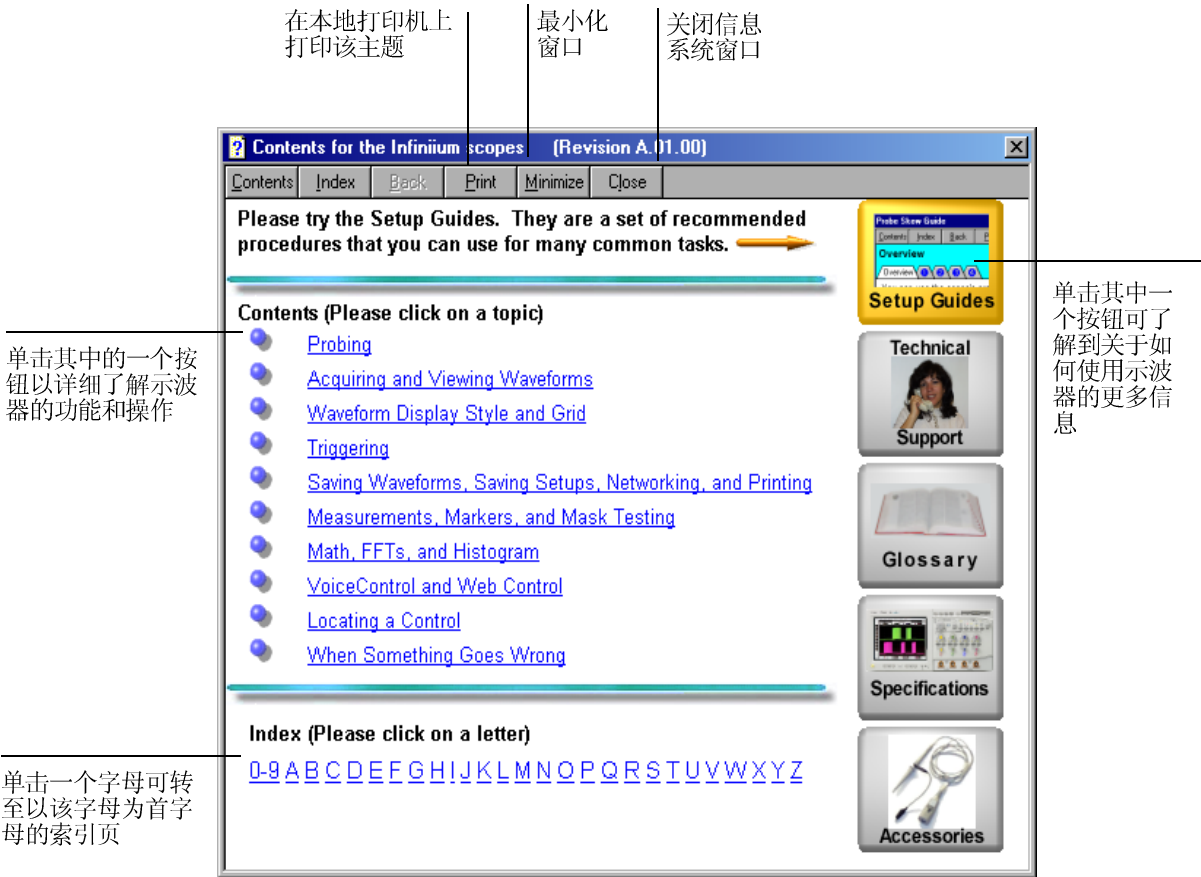 在本地打印机上
打印该主题
最小化
窗口
关闭信息
系统窗口
Contents for the Infiniium scopes (Revision A.01.00)
Contents Index Back Print Minimize Close
Please try the Setup Guides. They are a set of recommended
procedures that you can use for many common tasks.
Probe Skew Guide
Contents Index Back P
Overview
Overview 1 2 3 4
Setup Guides
单击其中一
个按钮可了
解到关于如
何使用示波
器的更多信
息
单击其中的一个按
钮以详细了解示波
器的功能和操作
Contents (Please click on a topic)
Probing
Acquiring and Viewing Waveforms
Waveform Display Style and Grid
Triggering
Saving Waveforms, Saving Setups, Networking, and Printing
Measurements, Markers, and Mask Testing
Math, FFTs, and Histogram
VoiceControl and Web Control
Locating a Control
When Something Goes Wrong
Technical
Support
Glossary
Specifications
Accessories
Index (Please click on a letter)
0-9 A B C D E F G H I J K L M N O P Q R S T U V W X Y Z
单击一个字母可转
至以该字母为首字
母的索引页